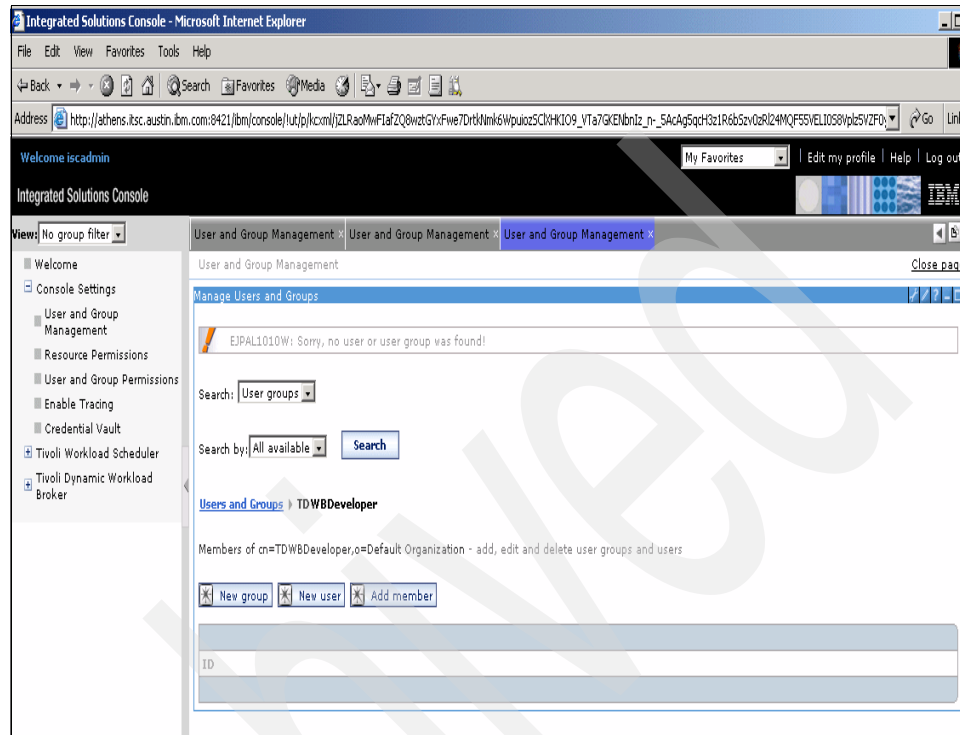 Integrated Solutions Console - Microsoft Internet Explorer
File Edit View Favorites Tools Help
Back Search Favorites Media
Address http://athens.itsc.austin.ibm.com:8421/ibm/console/!ut/p/kcxml/ Go
Welcome iscadmin My Favorites Edit my profile Help Log out
Integrated Solutions Console IBM
View: No group filter User and Group Management × User and Group Management × User and Group Management ×
Welcome User and Group Management Close pag
Console Settings Manage Users and Groups
User and Group
Management
EJPAL1010W: Sorry, no user or user group was found!
Resource Permissions
User and Group Permissions
Search: User groups
Enable Tracing
Credential Vault
Search by: All available Search
Tivoli Workload Scheduler
Tivoli Dynamic Workload
Broker
Users and Groups TDWBDeveloper
Members of cn=TDWBDeveloper,o=Default Organization - add, edit and delete user groups and users
New group New user Add member
ID